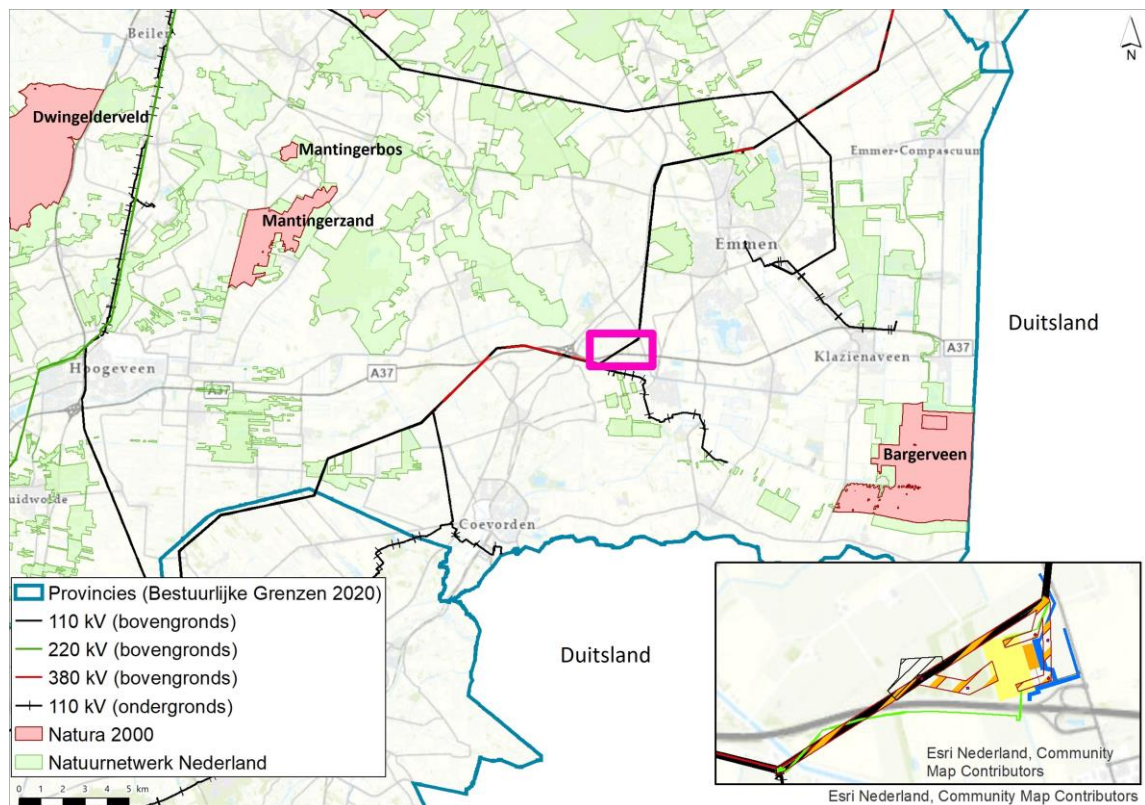 Beilen
N
Dwingelderveld
Mantingerbos
Emmer-Compascuum
Mantingerzand
Emmen
Duitsland
A37
Klazienaveen
Hoogeveen
A37
A37
Bargerveen
uidwolde
Coevorden
Provincies (Bestuurlijke Grenzen 2020)
110 kV (bovengronds)
220 kV (bovengronds)
380 kV (bovengronds)
110 kV (ondergronds)
Natura 2000
Natuurnetwerk Nederland
0 1 2 3 4 5 km
Duitsland
Esri Nederland, Community
Map Contributors
Esri Nederland, Community Map Contributors